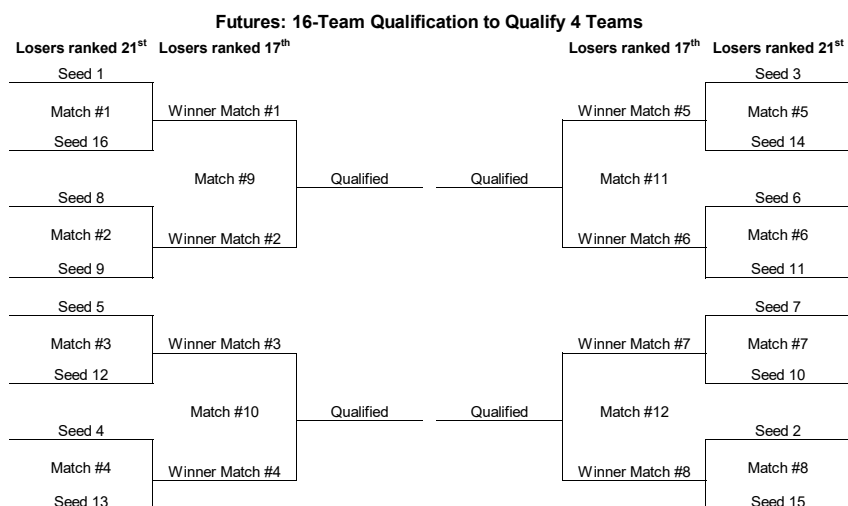 Futures: 16-Team Qualification to Qualify 4 Teams
Losers ranked 21st Losers ranked 17th Losers ranked 17th Losers ranked 21st
Seed 1 Seed 3
Match #1 Winner Match #1 Winner Match #5 Match #5
Seed 16 Seed 14
Match #9 Qualified Qualified Match #11
Seed 8 Seed 6
Match #2 Winner Match #2 Winner Match #6 Match #6
Seed 9 Seed 11
Seed 5 Seed 7
Match #3 Winner Match #3 Winner Match #7 Match #7
Seed 12 Seed 10
Match #10 Qualified Qualified Match #12
Seed 4 Seed 2
Match #4 Winner Match #4 Winner Match #8 Match #8
Seed 13 Seed 15